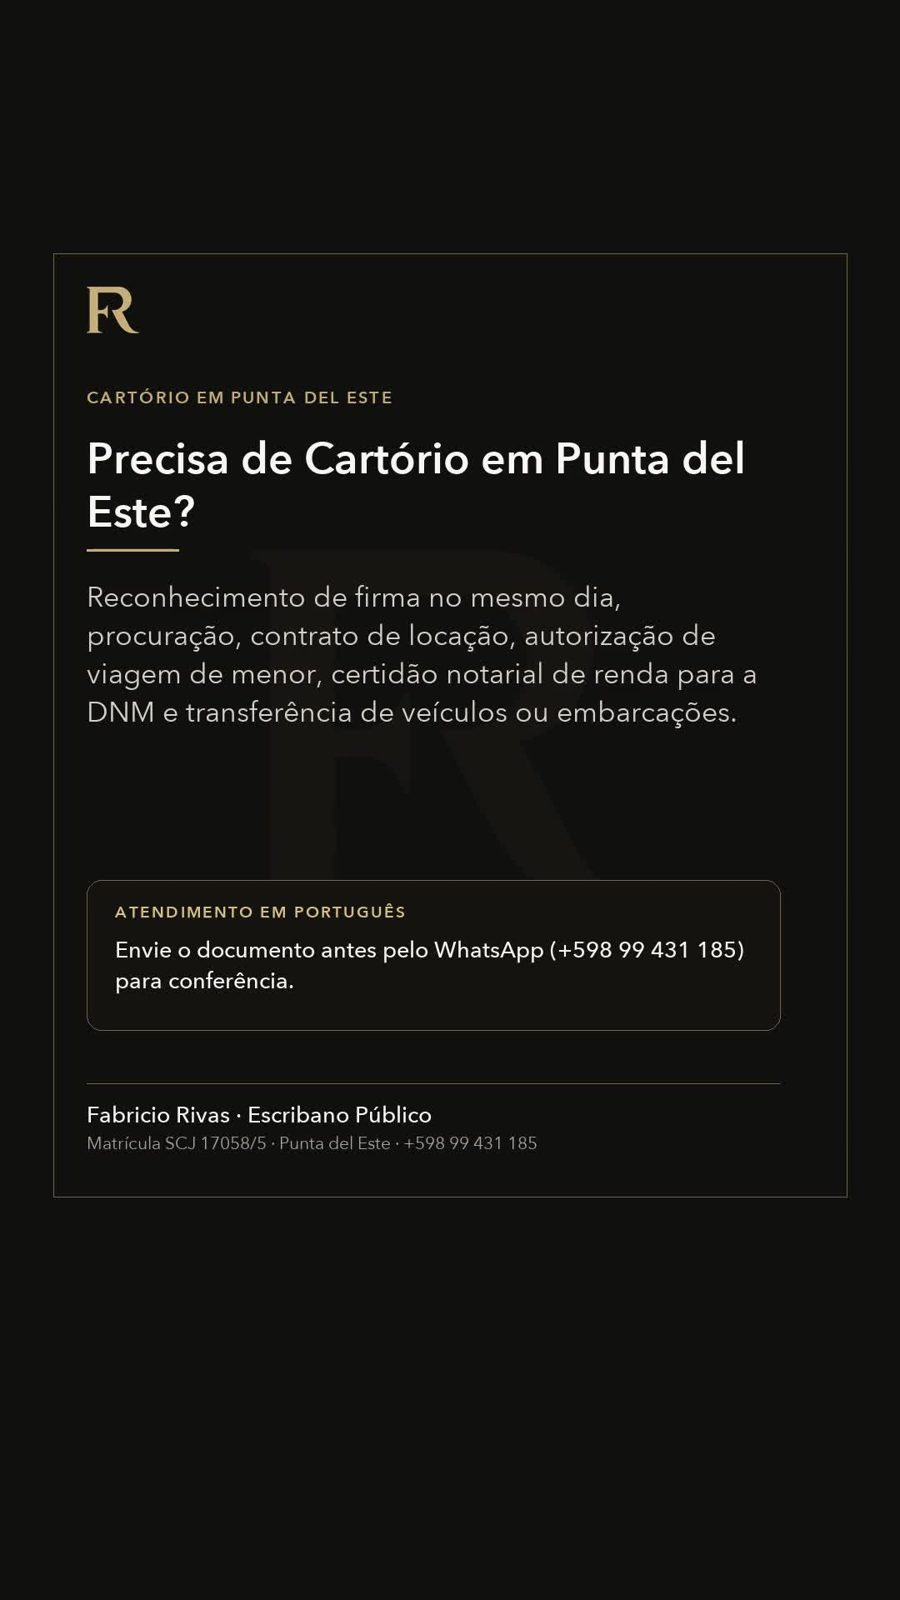 FR
CARTÓRIO EM PUNTA DEL ESTE
Precisa de Cartório em Punta del
Este?
Reconhecimento de firma no mesmo dia,
procuração, contrato de locação, autorização de
viagem de menor, certidão notarial de renda para a
DNM e transferência de veículos ou embarcações.
ATENDIMENTO EM PORTUGUÊS
Envie o documento antes pelo WhatsApp (+598 99 431 185)
para conferência.
Fabricio Rivas · Escribano Público
Matrícula SCJ 17058/5 · Punta del Este · +598 99 431 185